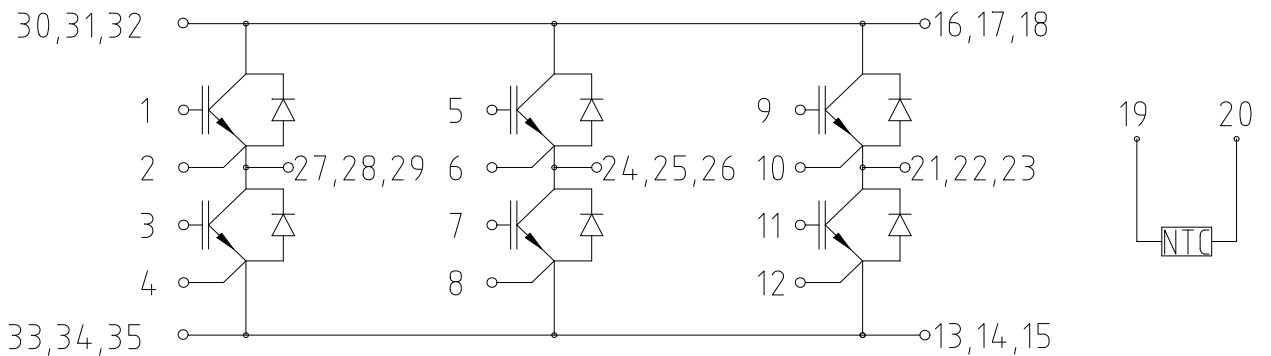 30,31,32 16,17,18
1 5 9 19 20
2 27,28,29 6 24,25,26 10 21,22,23
3 7 11 NTC
4 8 12
33,34,35 13,14,15